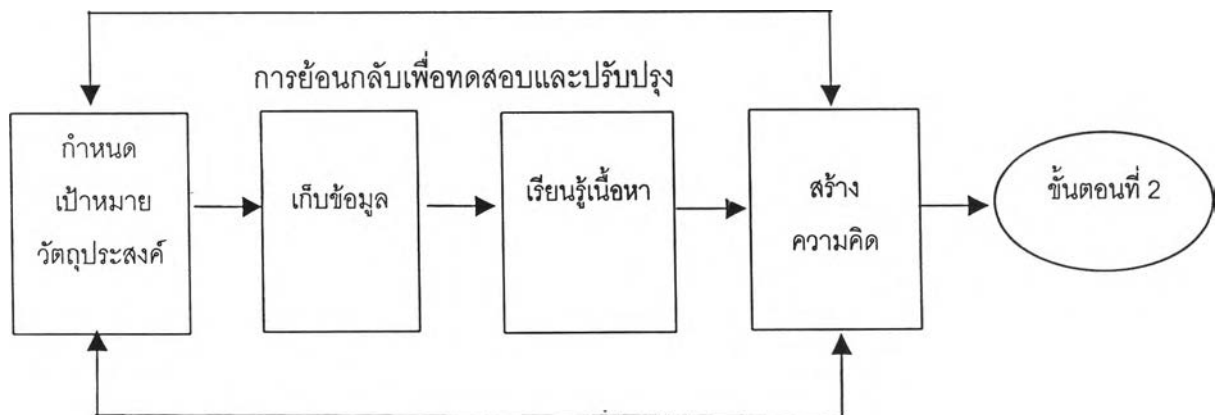 การย้อนกลับเพื่อทดสอบและปรับปรุง
กำหนด
เป้าหมาย
วัตถุประสงค์
เก็บข้อมูล
เรียนรู้เนื้อหา
สร้าง
ความคิด
ขั้นตอนที่ 2